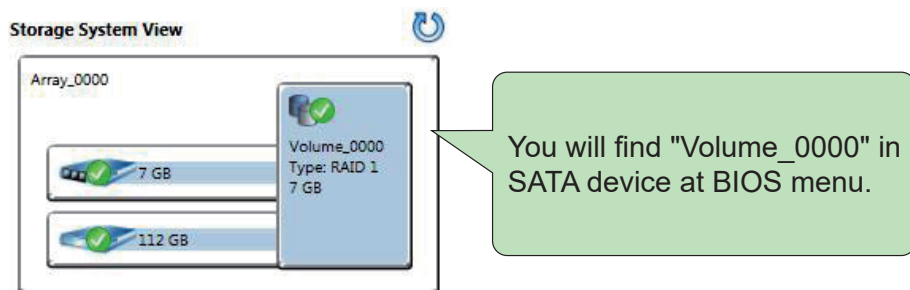 Storage System View
Array_0000
Volume_0000
Type: RAID 1
7 GB
7 GB
112 GB
You will find "Volume_0000" in
SATA device at BIOS menu.